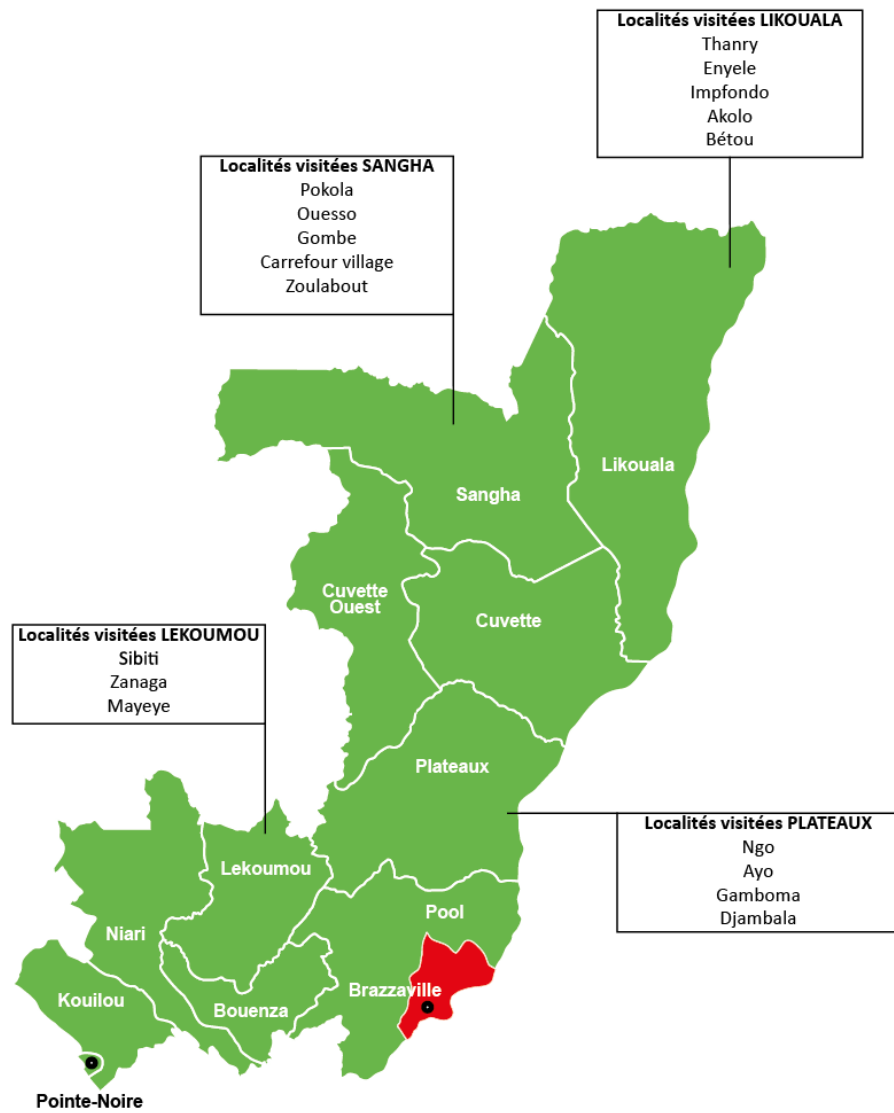 Localités visitées LIKOUALA
Thanry
Enyele
Impfondo
Akolo
Bétou
Localités visitées SANGHA
Pokola
Ouesso
Gombe
Carrefour village
Zoulabout
Likouala
Sangha
Cuvette
Ouest
Cuvette
Localités visitées LEKOUMOU
Sibiti
Zanaga
Mayeye
Plateaux
Localités visitées PLATEAUX
Ngo
Ayo
Gamboma
Djambala
Lekoumou
Pool
Niari
Brazzaville
Kouilou
Bouenza
Pointe-Noire